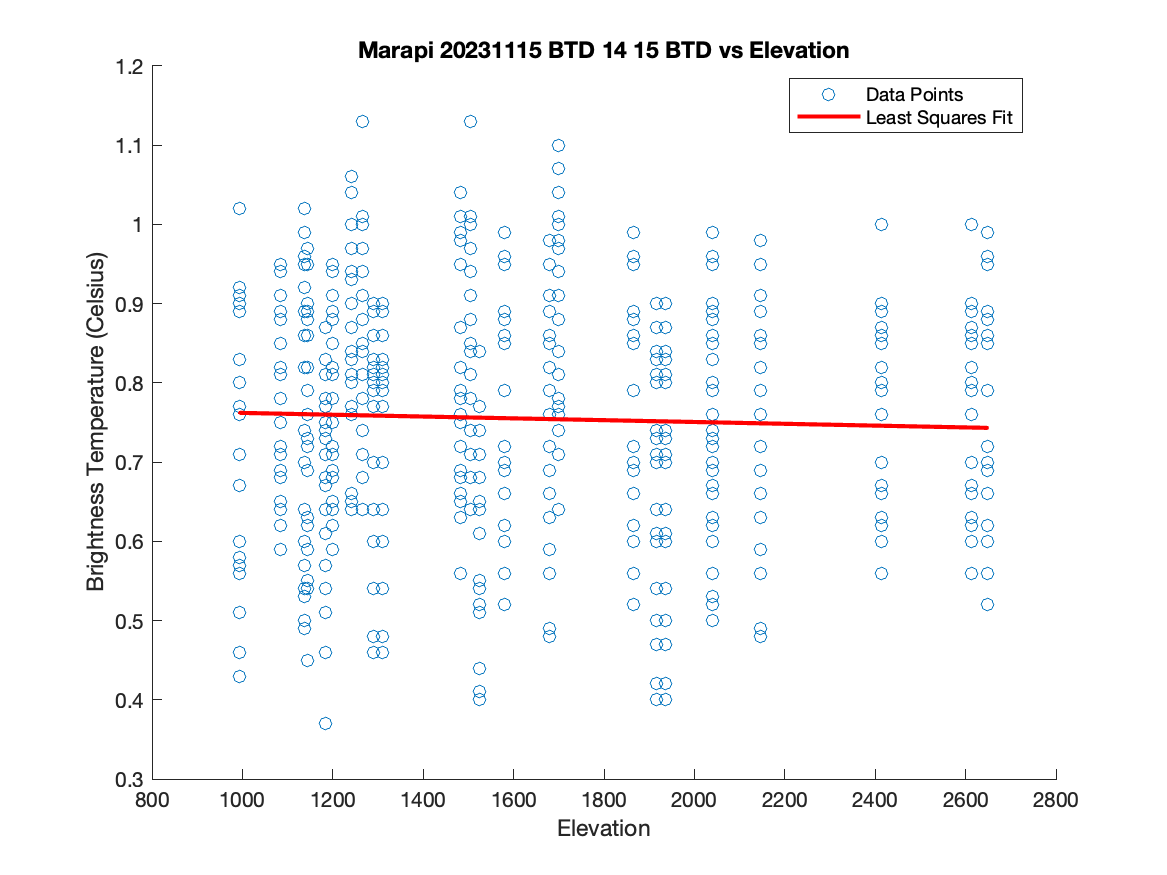 Marapi 20231115 BTD 14 15 BTD vs Elevation
Data Points
Least Squares Fit
Brightness Temperature (Celsius)
1.2
1.1
1
0.9
0.8
0.7
0.6
0.5
0.4
0.3
800 1000 1200 1400 1600 1800 2000 2200 2400 2600 2800
Elevation